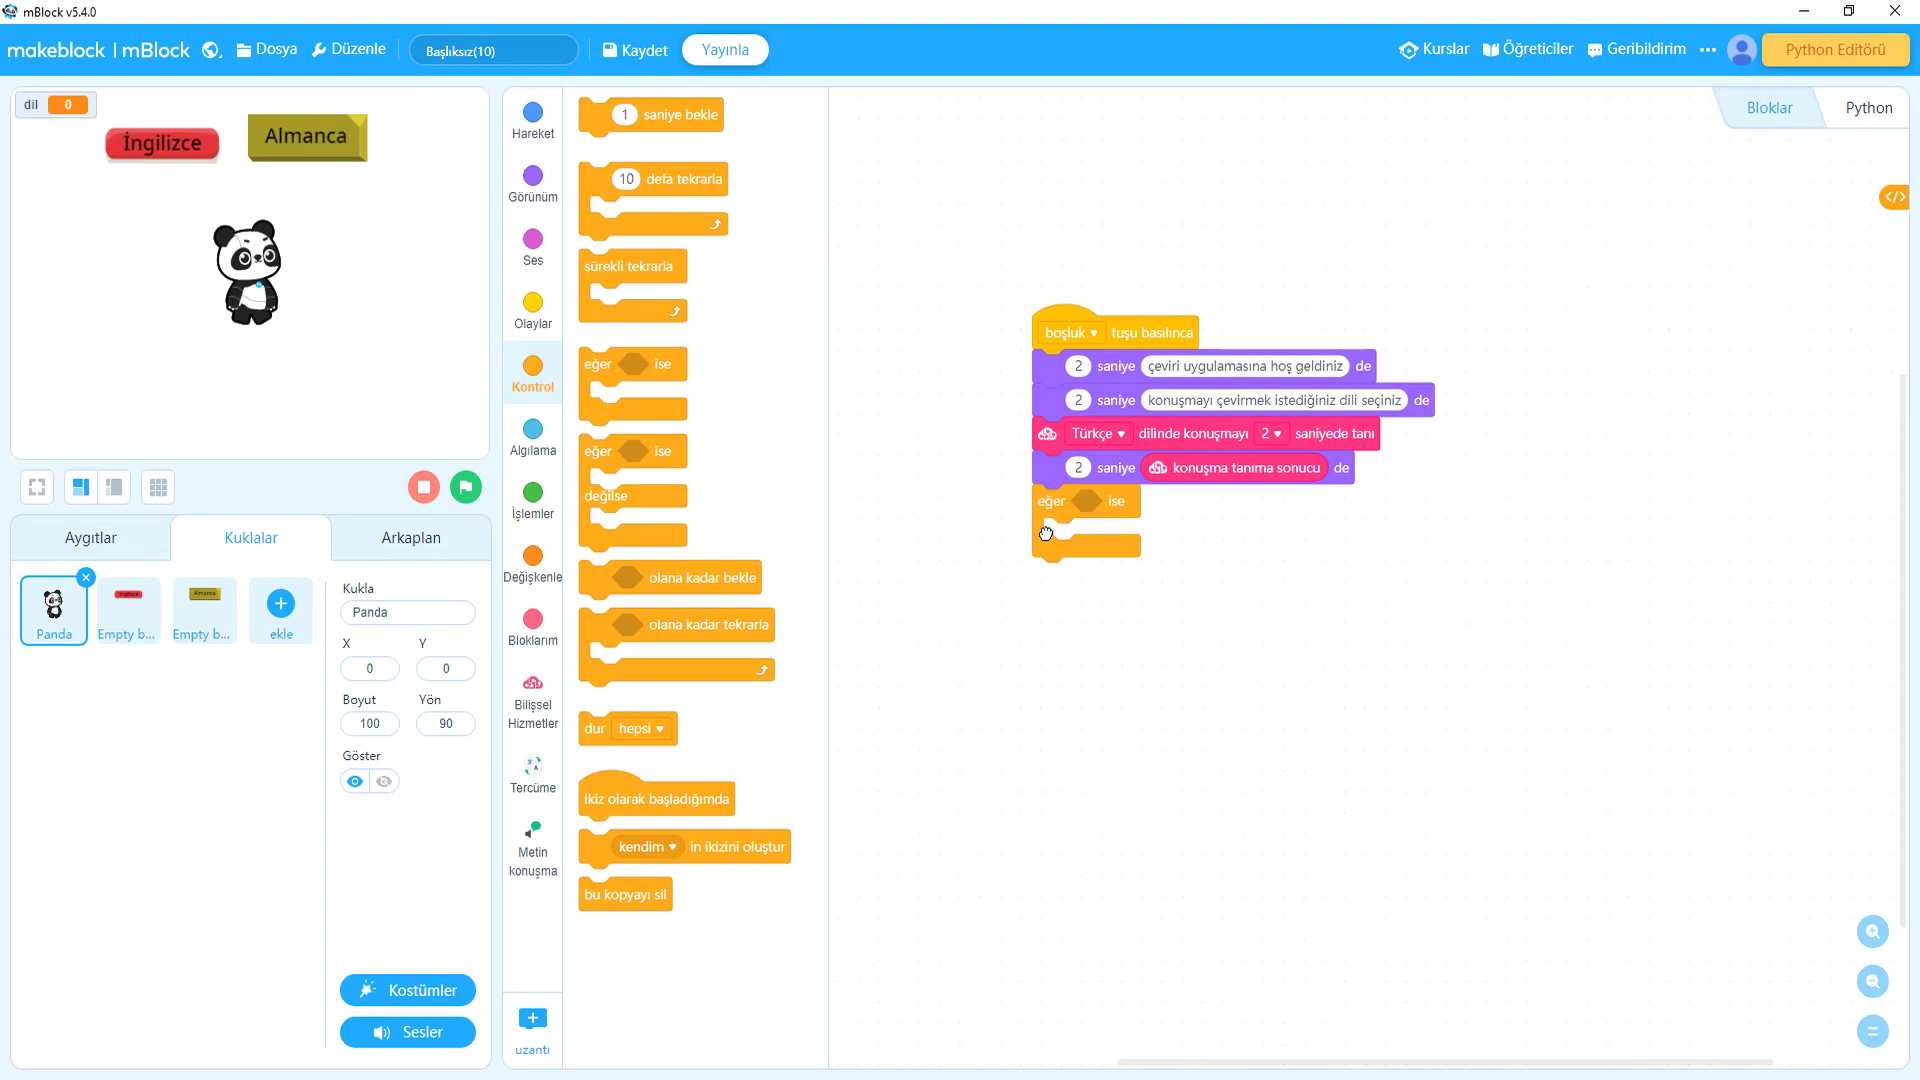 mBlock v5.4.0
makeblock | mBlock
Dosya
Düzenle
Başlıksız(10)
Kaydet
Yayınla
Kurslar
Öğreticiler
Geribildirim
Python Editörü
dil 0
İngilizce
Almanca
Aygıtlar
Kuklalar
Arkaplan
Panda
İngilizce
Empty b...
Almanca
Empty b...
ekle
Kukla
Panda
X
Y
0
0
Boyut
Yön
100
90
Göster
Kostümler
Sesler
Hareket
Görünüm
Ses
Olaylar
Kontrol
Algılama
İşlemler
Değişkenle
Bloklarım
Bilişsel
Hizmetler
Tercüme
Metin
konuşma
uzantı
1 saniye bekle
10 defa tekrarla
sürekli tekrarla
eğer ise
eğer ise
değilse
olana kadar bekle
olana kadar tekrarla
dur hepsi
ikiz olarak başladığımda
kendim in ikizini oluştur
bu kopyayı sil
Bloklar
Python
</>
boşluk tuşu basılınca
2 saniye çeviri uygulamasına hoş geldiniz de
2 saniye konuşmayı çevirmek istediğiniz dili seçiniz de
Türkçe dilinde konuşmayı 2 saniyede tanı
2 saniye konuşma tanıma sonucu de
eğer ise